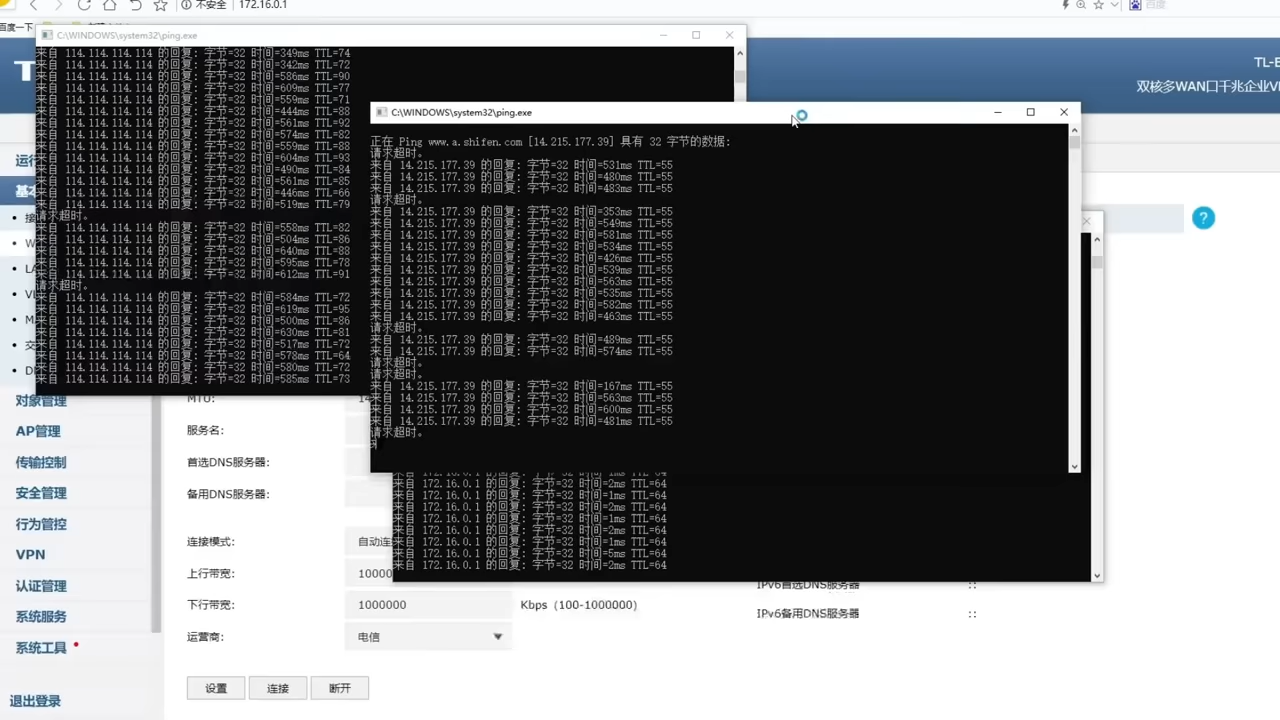 不安全 172.16.0.1
百度
百度一下
C:\WINDOWS\system32\ping.exe
来自 114.114.114.114 的回复: 字节=32 时间=349ms TTL=74
来自 114.114.114.114 的回复: 字节=32 时间=342ms TTL=72
来自 114.114.114.114 的回复: 字节=32 时间=586ms TTL=90
来自 114.114.114.114 的回复: 字节=32 时间=609ms TTL=77
来自 114.114.114.114 的回复: 字节=32 时间=559ms TTL=71
来自 114.114.114.114 的回复: 字节=32 时间=444ms TTL=88
来自 114.114.114.114 的回复: 字节=32 时间=561ms TTL=92
来自 114.114.114.114 的回复: 字节=32 时间=574ms TTL=82
来自 114.114.114.114 的回复: 字节=32 时间=559ms TTL=88
来自 114.114.114.114 的回复: 字节=32 时间=604ms TTL=93
来自 114.114.114.114 的回复: 字节=32 时间=490ms TTL=84
来自 114.114.114.114 的回复: 字节=32 时间=561ms TTL=85
来自 114.114.114.114 的回复: 字节=32 时间=446ms TTL=66
来自 114.114.114.114 的回复: 字节=32 时间=519ms TTL=79
请求超时。
来自 114.114.114.114 的回复: 字节=32 时间=558ms TTL=82
来自 114.114.114.114 的回复: 字节=32 时间=504ms TTL=86
来自 114.114.114.114 的回复: 字节=32 时间=640ms TTL=88
来自 114.114.114.114 的回复: 字节=32 时间=595ms TTL=78
来自 114.114.114.114 的回复: 字节=32 时间=612ms TTL=91
请求超时。
来自 114.114.114.114 的回复: 字节=32 时间=584ms TTL=72
来自 114.114.114.114 的回复: 字节=32 时间=619ms TTL=95
来自 114.114.114.114 的回复: 字节=32 时间=500ms TTL=86
来自 114.114.114.114 的回复: 字节=32 时间=630ms TTL=81
来自 114.114.114.114 的回复: 字节=32 时间=517ms TTL=72
来自 114.114.114.114 的回复: 字节=32 时间=578ms TTL=64
来自 114.114.114.114 的回复: 字节=32 时间=580ms TTL=72
来自 114.114.114.114 的回复: 字节=32 时间=585ms TTL=73
TL-E
双核多WAN口千兆企业VP
C:\WINDOWS\system32\ping.exe
正在 Ping www.a.shifen.com [14.215.177.39] 具有 32 字节的数据:
请求超时。
来自 14.215.177.39 的回复: 字节=32 时间=531ms TTL=55
来自 14.215.177.39 的回复: 字节=32 时间=480ms TTL=55
来自 14.215.177.39 的回复: 字节=32 时间=483ms TTL=55
请求超时。
来自 14.215.177.39 的回复: 字节=32 时间=353ms TTL=55
来自 14.215.177.39 的回复: 字节=32 时间=549ms TTL=55
来自 14.215.177.39 的回复: 字节=32 时间=581ms TTL=55
来自 14.215.177.39 的回复: 字节=32 时间=534ms TTL=55
来自 14.215.177.39 的回复: 字节=32 时间=426ms TTL=55
来自 14.215.177.39 的回复: 字节=32 时间=539ms TTL=55
来自 14.215.177.39 的回复: 字节=32 时间=563ms TTL=55
来自 14.215.177.39 的回复: 字节=32 时间=535ms TTL=55
来自 14.215.177.39 的回复: 字节=32 时间=582ms TTL=55
来自 14.215.177.39 的回复: 字节=32 时间=463ms TTL=55
请求超时。
来自 14.215.177.39 的回复: 字节=32 时间=489ms TTL=55
来自 14.215.177.39 的回复: 字节=32 时间=574ms TTL=55
请求超时。
请求超时。
来自 14.215.177.39 的回复: 字节=32 时间=167ms TTL=55
来自 14.215.177.39 的回复: 字节=32 时间=563ms TTL=55
来自 14.215.177.39 的回复: 字节=32 时间=600ms TTL=55
来自 14.215.177.39 的回复: 字节=32 时间=481ms TTL=55
请求超时。
来自 172.16.0.1 的回复: 字节=32 时间=1ms TTL=64
来自 172.16.0.1 的回复: 字节=32 时间=2ms TTL=64
来自 172.16.0.1 的回复: 字节=32 时间=1ms TTL=64
来自 172.16.0.1 的回复: 字节=32 时间=2ms TTL=64
来自 172.16.0.1 的回复: 字节=32 时间=1ms TTL=64
来自 172.16.0.1 的回复: 字节=32 时间=2ms TTL=64
来自 172.16.0.1 的回复: 字节=32 时间=1ms TTL=64
来自 172.16.0.1 的回复: 字节=32 时间=5ms TTL=64
来自 172.16.0.1 的回复: 字节=32 时间=2ms TTL=64
对象管理
AP管理
传输控制
安全管理
行为管控
VPN
认证管理
系统服务
系统工具
退出登录
MTU:
服务名:
首选DNS服务器:
备用DNS服务器:
连接模式: 自动连
上行带宽: 10000
下行带宽: 1000000 Kbps（100-1000000）
运营商: 电信
设置 连接 断开
IPv6首选DNS服务器 ::
IPv6备用DNS服务器 ::
?